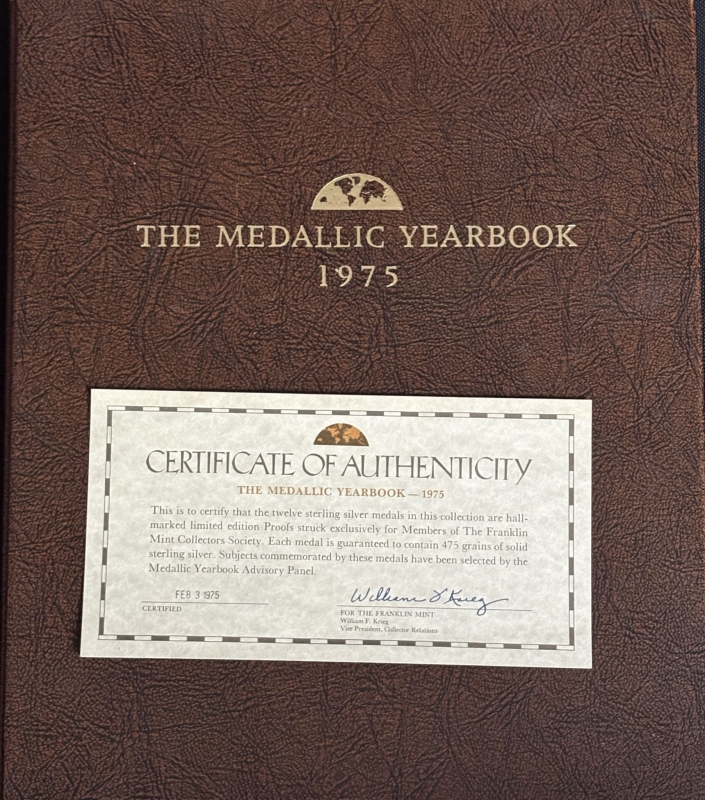 THE MEDALLIC YEARBOOK
1975
CERTIFICATE OF AUTHENTICITY
THE MEDALLIC YEARBOOK — 1975
This is to certify that the twelve sterling silver medals in this collection are hall-
marked limited edition Proofs struck exclusively for Members of The Franklin
Mint Collectors Society. Each medal is guaranteed to contain 475 grains of solid
sterling silver. Subjects commemorated by these medals have been selected by the
Medallic Yearbook Advisory Panel.
FEB 3 1975
CERTIFIED
William F. Krieg
FOR THE FRANKLIN MINT
William F. Krieg
Vice President, Collector Relations